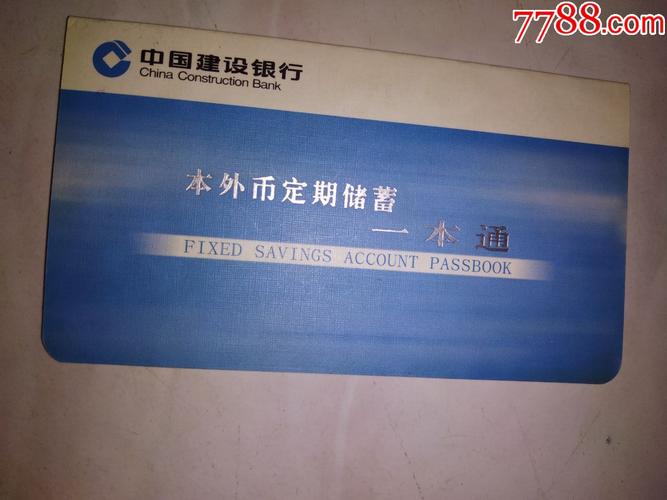 7788.com
中国建设银行
China Construction Bank
本外币定期储蓄
一本通
FIXED SAVINGS ACCOUNT PASSBOOK